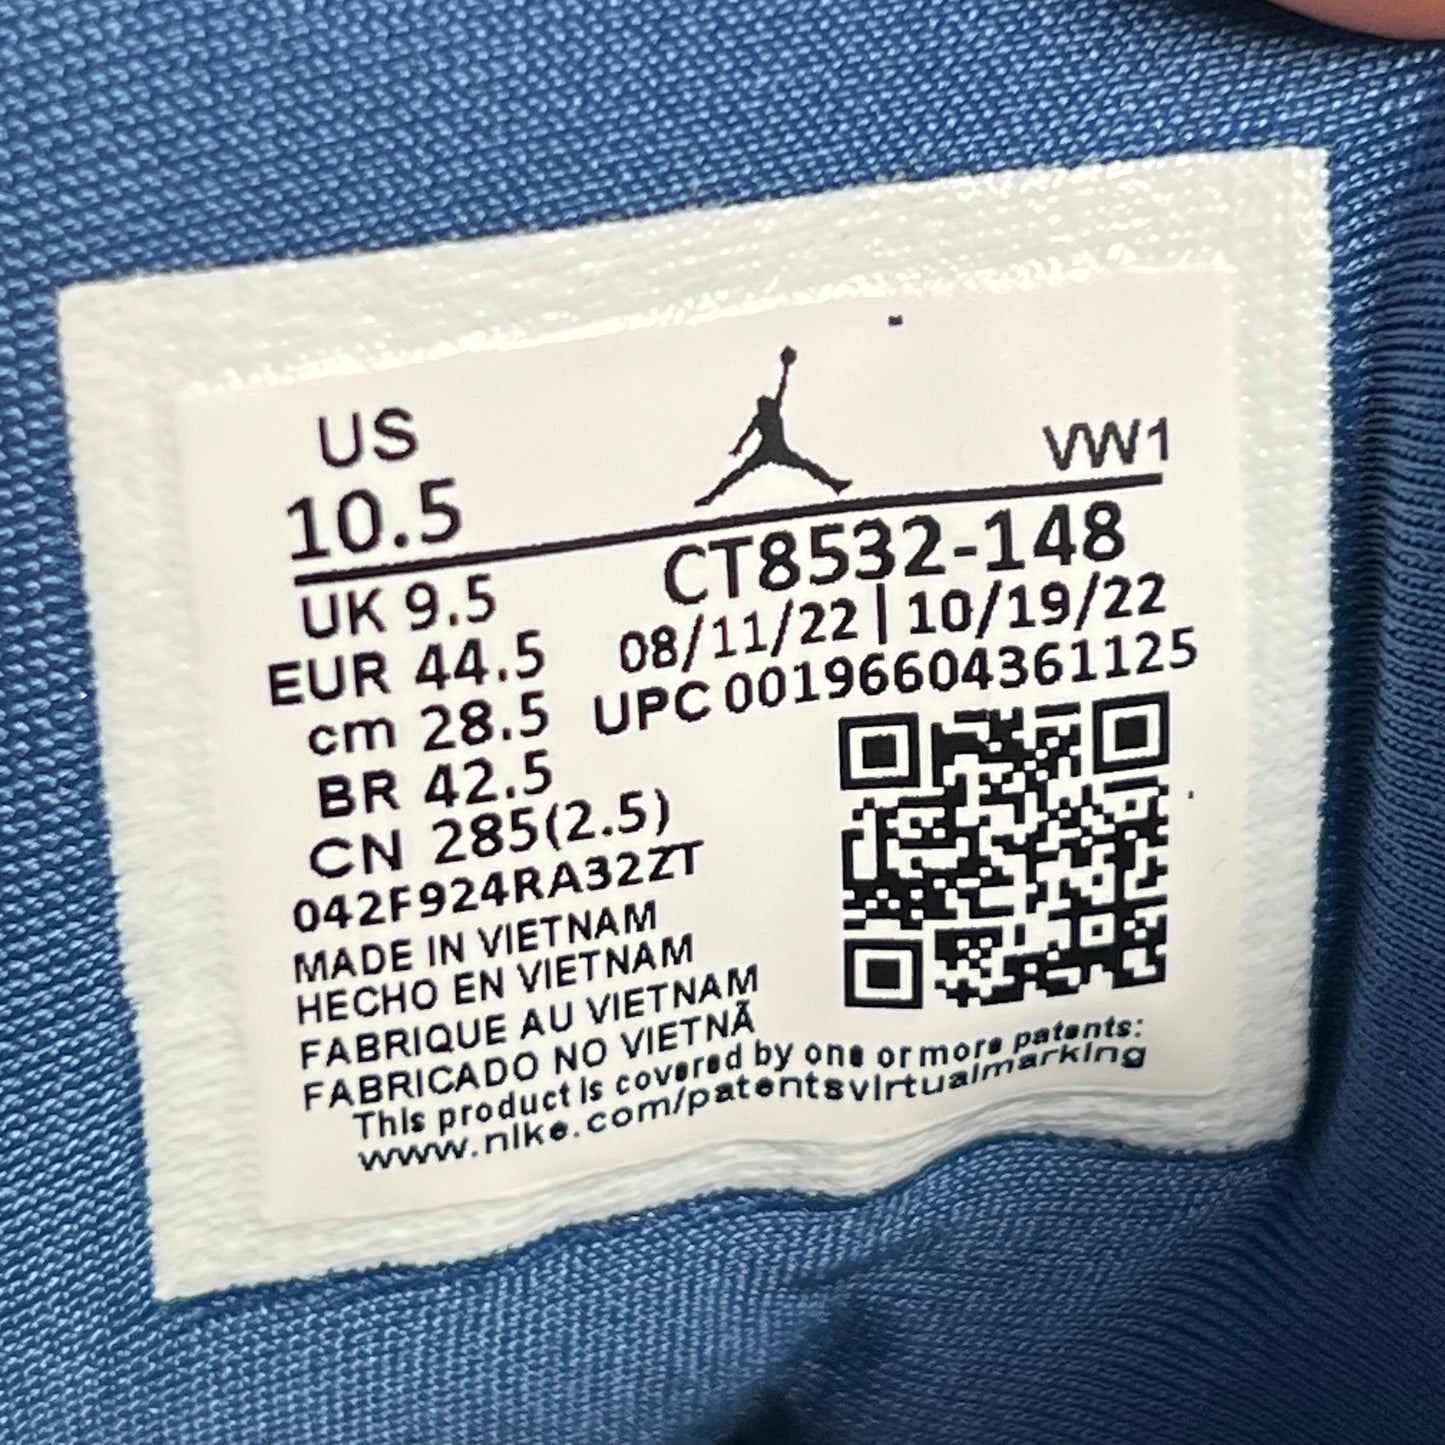 US
10.5
VW1
UK 9.5
CT8532-148
EUR 44.5
08/11/22 | 10/19/22
cm 28.5
UPC 00196604361125
BR 42.5
CN 285(2.5)
042F924RA32ZT
MADE IN VIETNAM
HECHO EN VIETNAM
FABRIQUE AU VIETNAM
FABRICADO NO VIETNÃ
This product is covered by one or more patents:
www.nike.com/patentsvirtualmarking